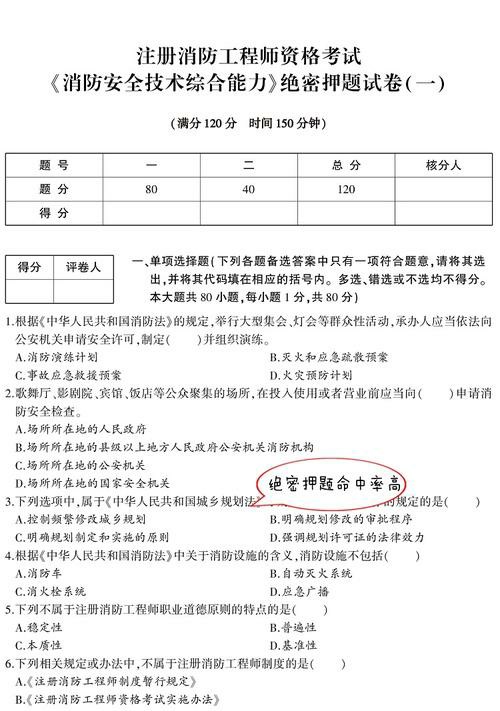 注册消防工程师资格考试
《消防安全技术综合能力》绝密押题试卷(一)
(满分120分 时间150分钟)
题号 一 二 总分 核分人
题分 80 40 120
得分
得分 评卷人
一、单项选择题(下列各题备选答案中只有一项符合题意,请将其选
出,并将其代码填在相应的括号内。多选、错选或不选均不得分。
本大题共80小题,每小题1分,共80分)
1.根据《中华人民共和国消防法》的规定,举行大型集会、灯会等群众性活动,承办人应当依法向
公安机关申请安全许可,制定( )并组织演练。
A.消防演练计划 B.灭火和应急疏散预案
C.事故应急救援预案 D.火灾预防计划
2.歌舞厅、影剧院、宾馆、饭店等公众聚集的场所,在投入使用或者营业前应当向( )申请消
防安全检查。
A.场所所在地的人民政府
B.场所所在地的县级以上地方人民政府公安机关消防机构
C.场所所在地的公安机关
D.场所所在地的国家安全机关
绝密押题命中率高
3.下列选项中,属于《中华人民共和国城乡规划法》 的规定的是( )
A.控制频繁修改城乡规划 B.明确规划修改的审批程序
C.明确规划制定和实施的原则 D.强调规划许可证的法律效力
4.根据《中华人民共和国消防法》中关于消防设施的含义,消防设施不包括( )
A.消防车 B.自动灭火系统
C.消火栓系统 D.应急广播
5.下列不属于注册消防工程师职业道德原则的特点的是( )
A.稳定性 B.普遍性
C.本质性 D.基准性
6.下列相关规定或办法中,不属于注册消防工程师制度的是( )
A.《注册消防工程师制度暂行规定》
B.《注册消防工程师资格考试实施办法》